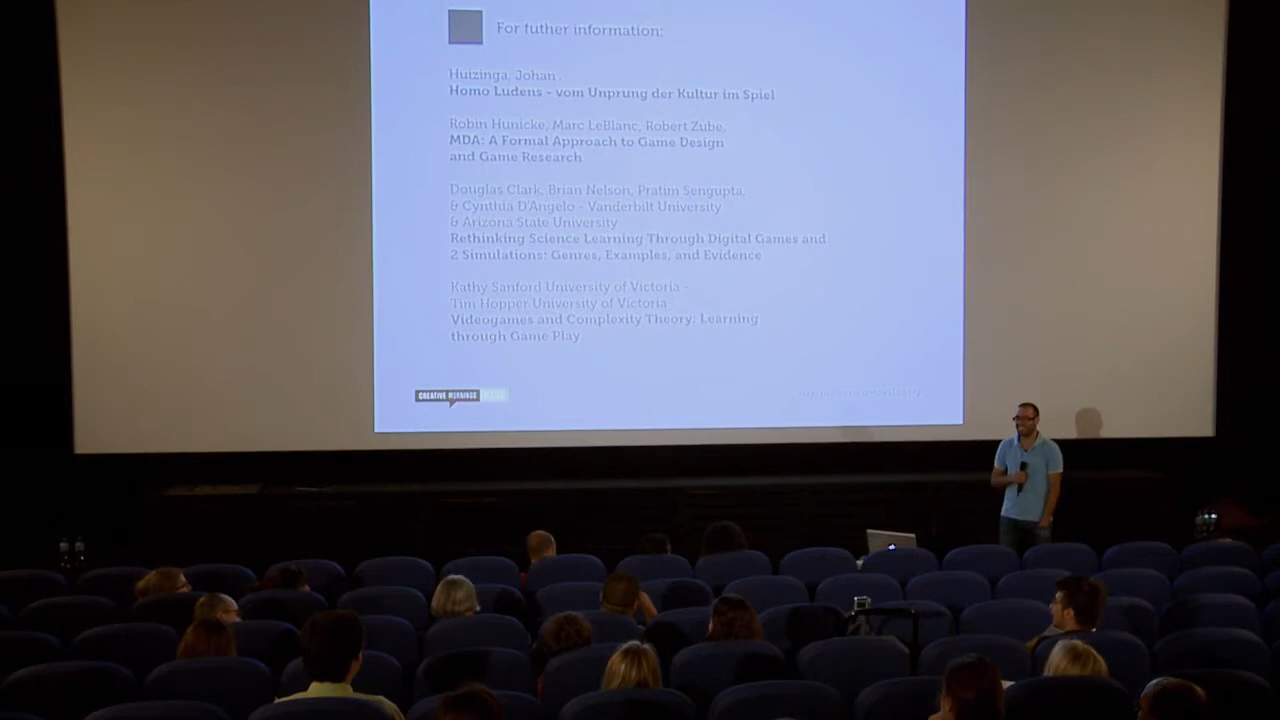 For futher information:
Huizinga, Johan .
Homo Ludens - vom Unprung der Kultur im Spiel
Robin Hunicke, Marc LeBlanc, Robert Zube,
MDA: A Formal Approach to Game Design
and Game Research
Douglas Clark, Brian Nelson, Pratim Sengupta,
& Cynthia D'Angelo - Vanderbilt University
& Arizona State University
Rethinking Science Learning Through Digital Games and
2 Simulations: Genres, Examples, and Evidence
Kathy Sanford University of Victoria -
Tim Hopper University of Victoria
Videogames and Complexity Theory: Learning
through Game Play
CREATIVE MORNINGS